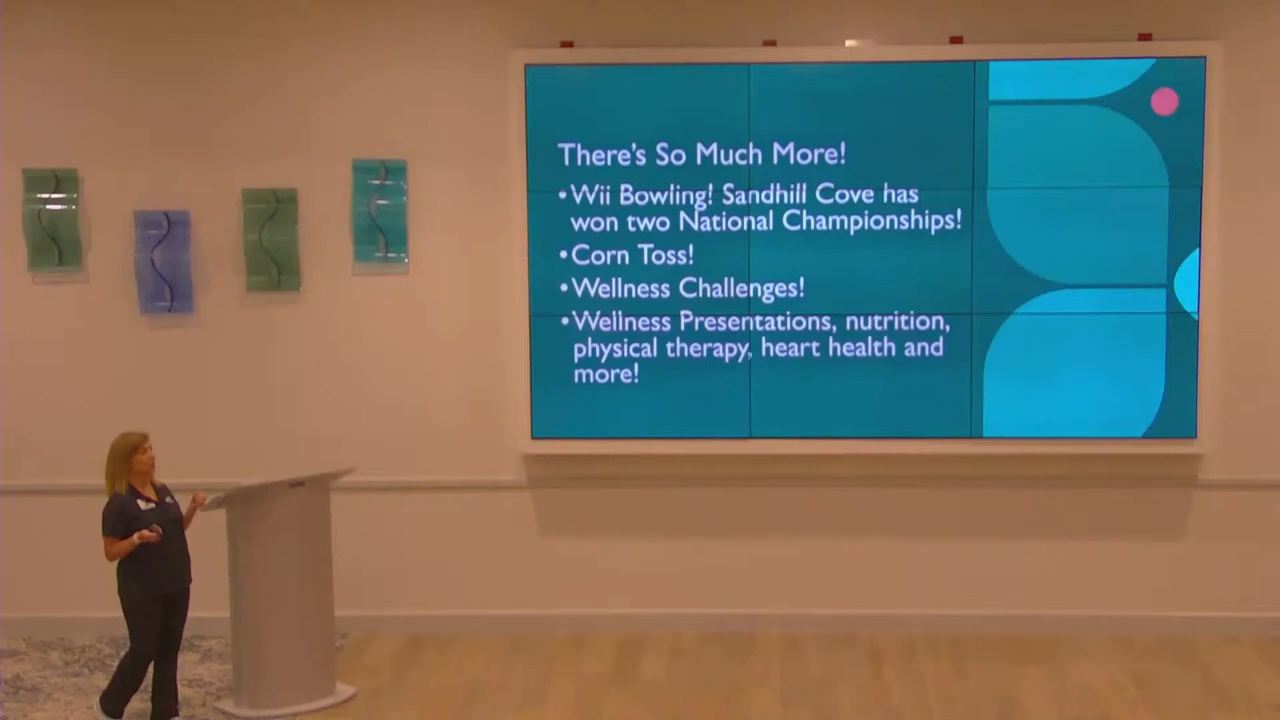 There's So Much More!
•Wii Bowling! Sandhill Cove has
won two National Championships!
•Corn Toss!
•Wellness Challenges!
•Wellness Presentations, nutrition,
physical therapy, heart health and
more!